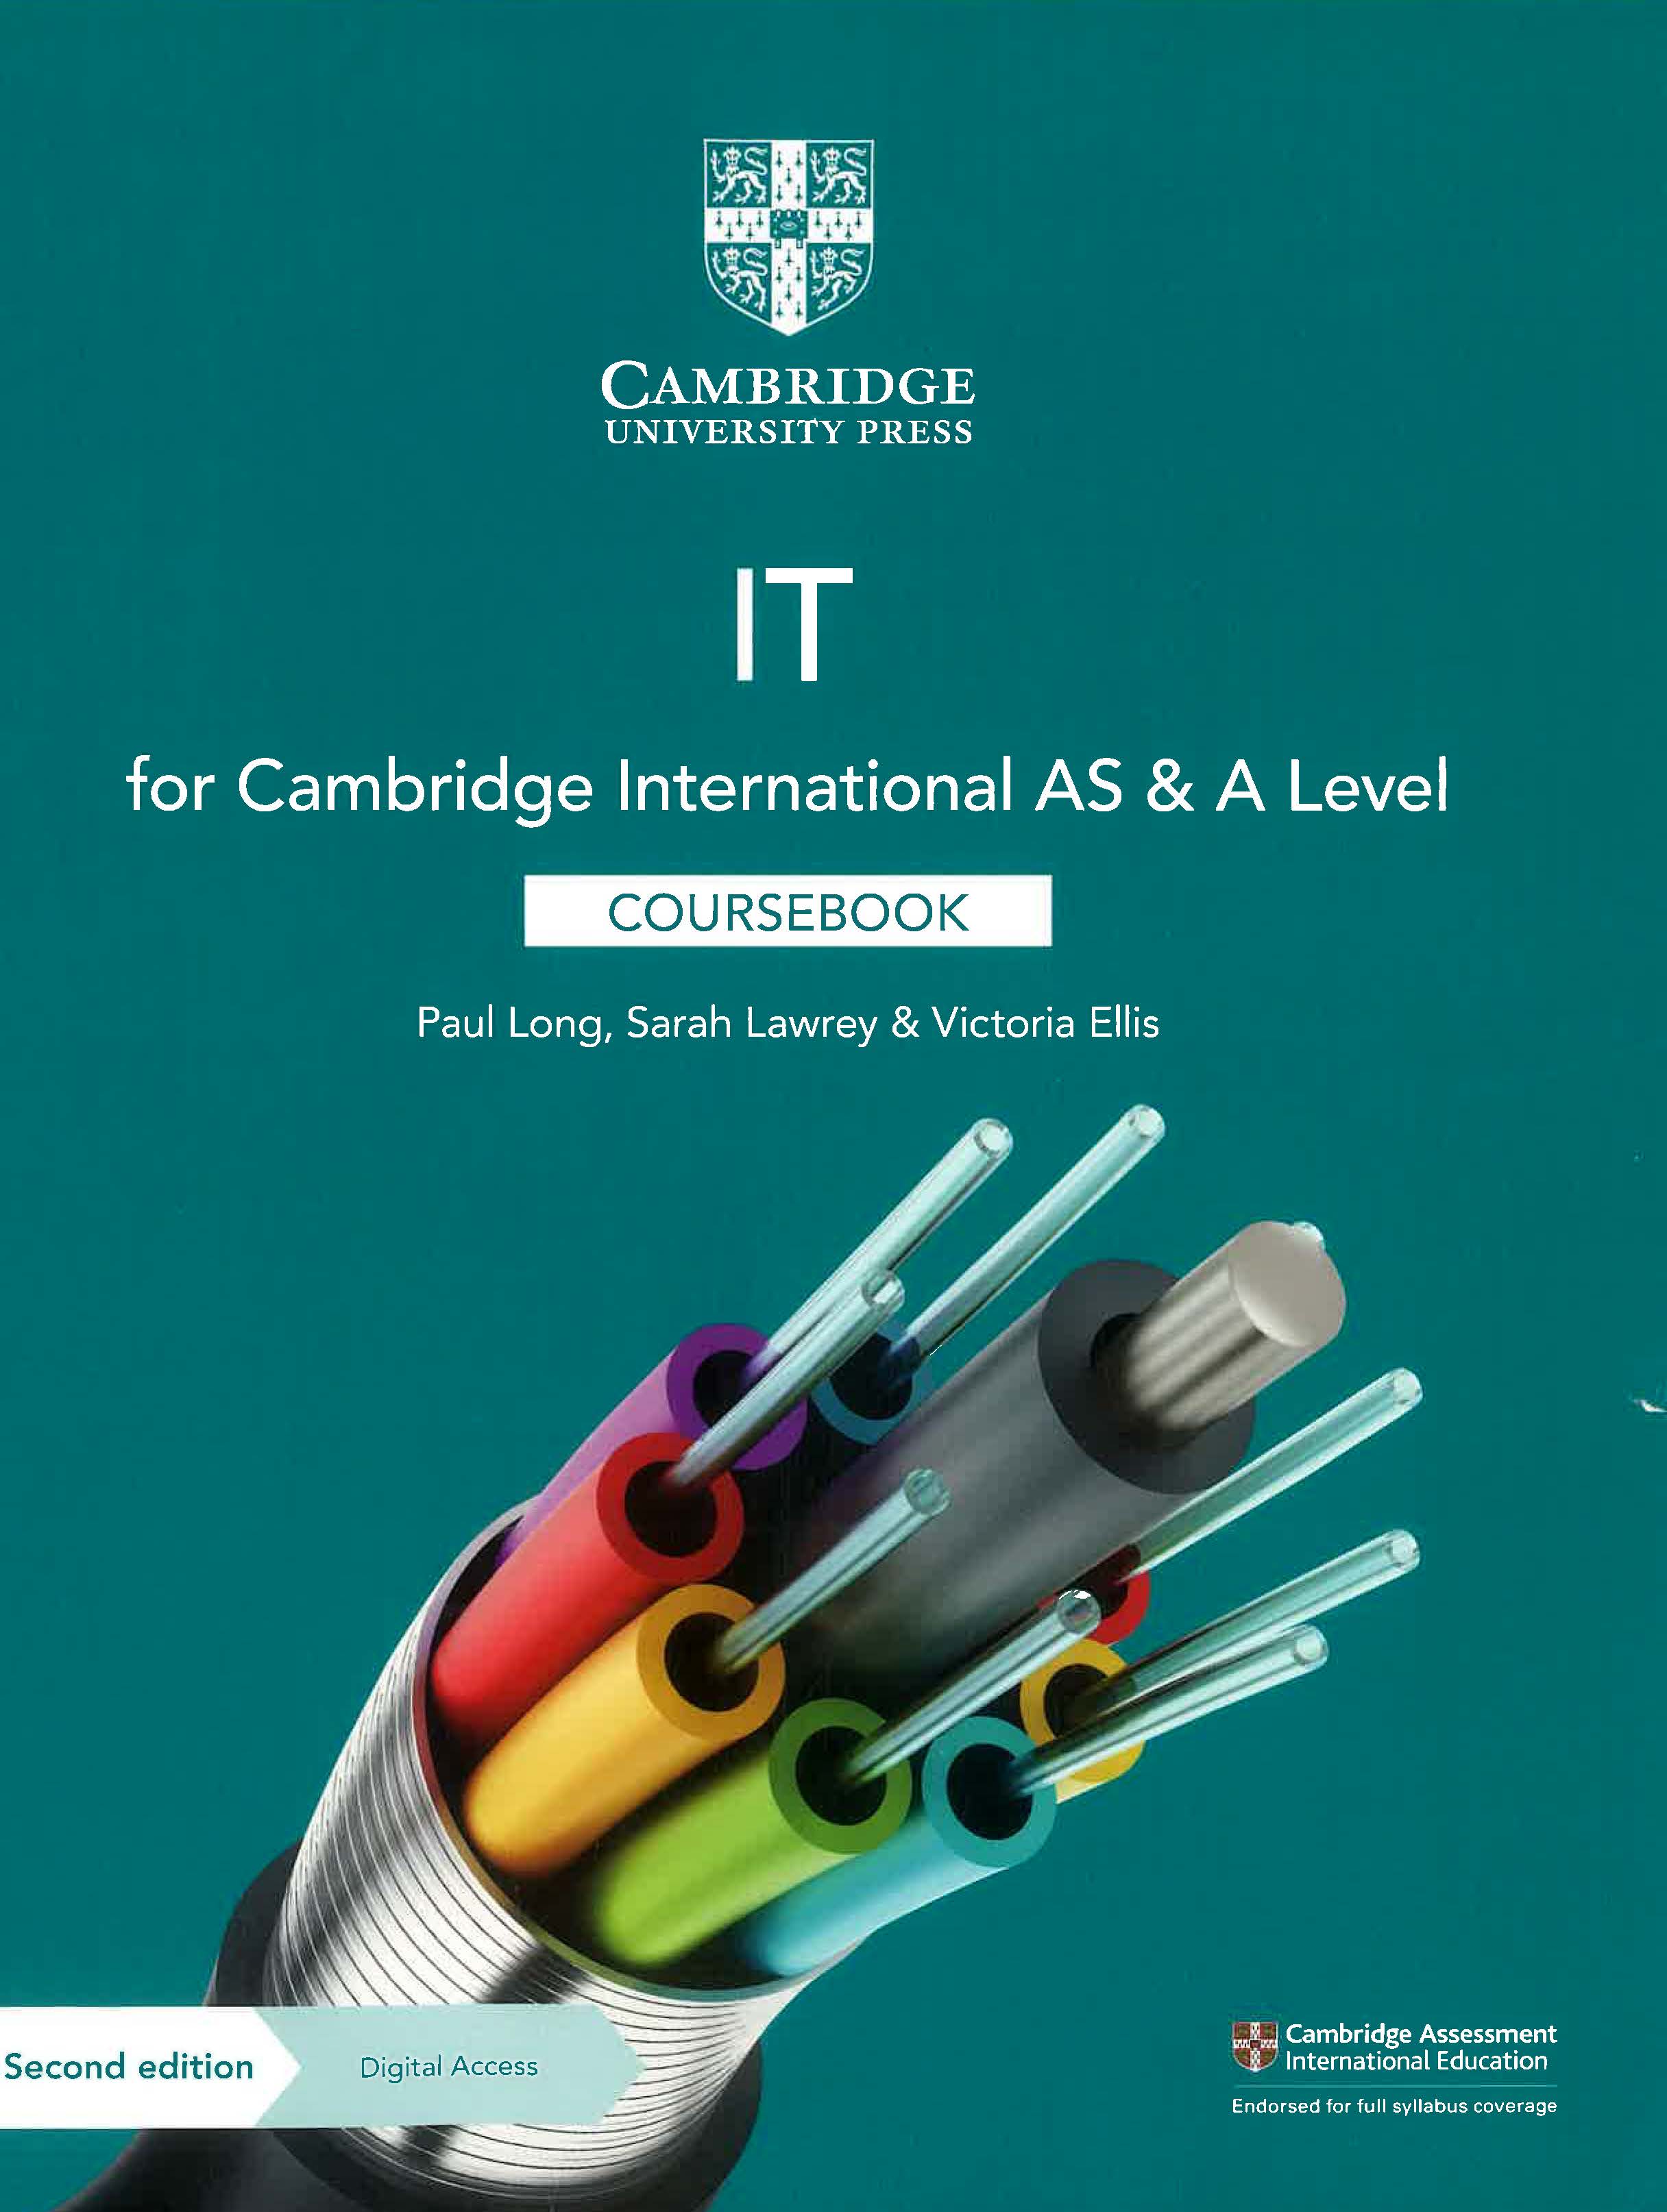 CAMBRIDGE
UNIVERSITY PRESS
IT
for Cambridge International AS & A Level
COURSEBOOK
Paul Long, Sarah Lawrey & Victoria Ellis
Second edition
Digital Access
Cambridge Assessment
International Education
Endorsed for full syllabus coverage